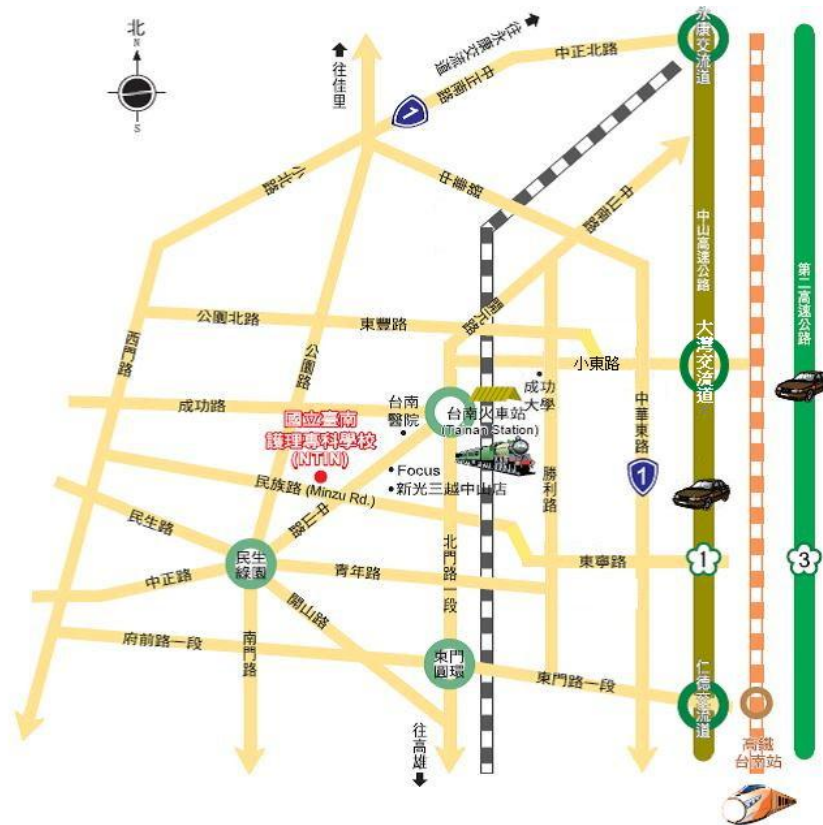 北
N
S
往佳里
往永康交流道
中正南路
1
中正北路
永康交流道
小北路
中華路
中山南路
中山高速公路
第二高速公路
西門路
公園北路
東豐路
公園路
開元路
小東路
大灣交流道
成功路
台南
醫院
台南火車站
(Tainan Station)
成功
大學
中華東路
國立臺南
護理專科學校
(NTIN)
Focus
新光三越中山店
民族路 (Minzu Rd.)
中山路
勝利路
1
民生路
民生
綠園
北門路一段
東寧路
1
3
中正路
青年路
開山路
府前路一段
南門路
東門
圓環
東門路一段
仁德交流道
往高雄
高鐵
台南站